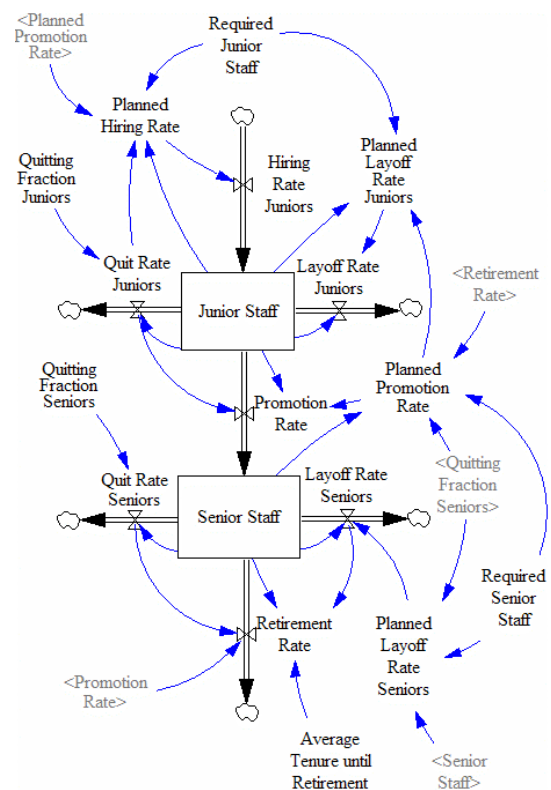 <Planned
Promotion
Rate>
Required
Junior
Staff
Planned
Hiring Rate
Planned
Layoff
Rate
Juniors
Hiring
Rate
Juniors
Quitting
Fraction
Juniors
Quit Rate
Juniors
Layoff Rate
Juniors
<Retirement
Rate>
Junior Staff
Quitting
Fraction
Seniors
Planned
Promotion
Rate
Promotion
Rate
Quit Rate
Seniors
Layoff Rate
Seniors
<Quitting
Fraction
Seniors>
Senior Staff
Required
Senior
Staff
Retirement
Rate
Planned
Layoff
Rate
Seniors
<Promotion
Rate>
Average
Tenure until
Retirement
<Senior
Staff>